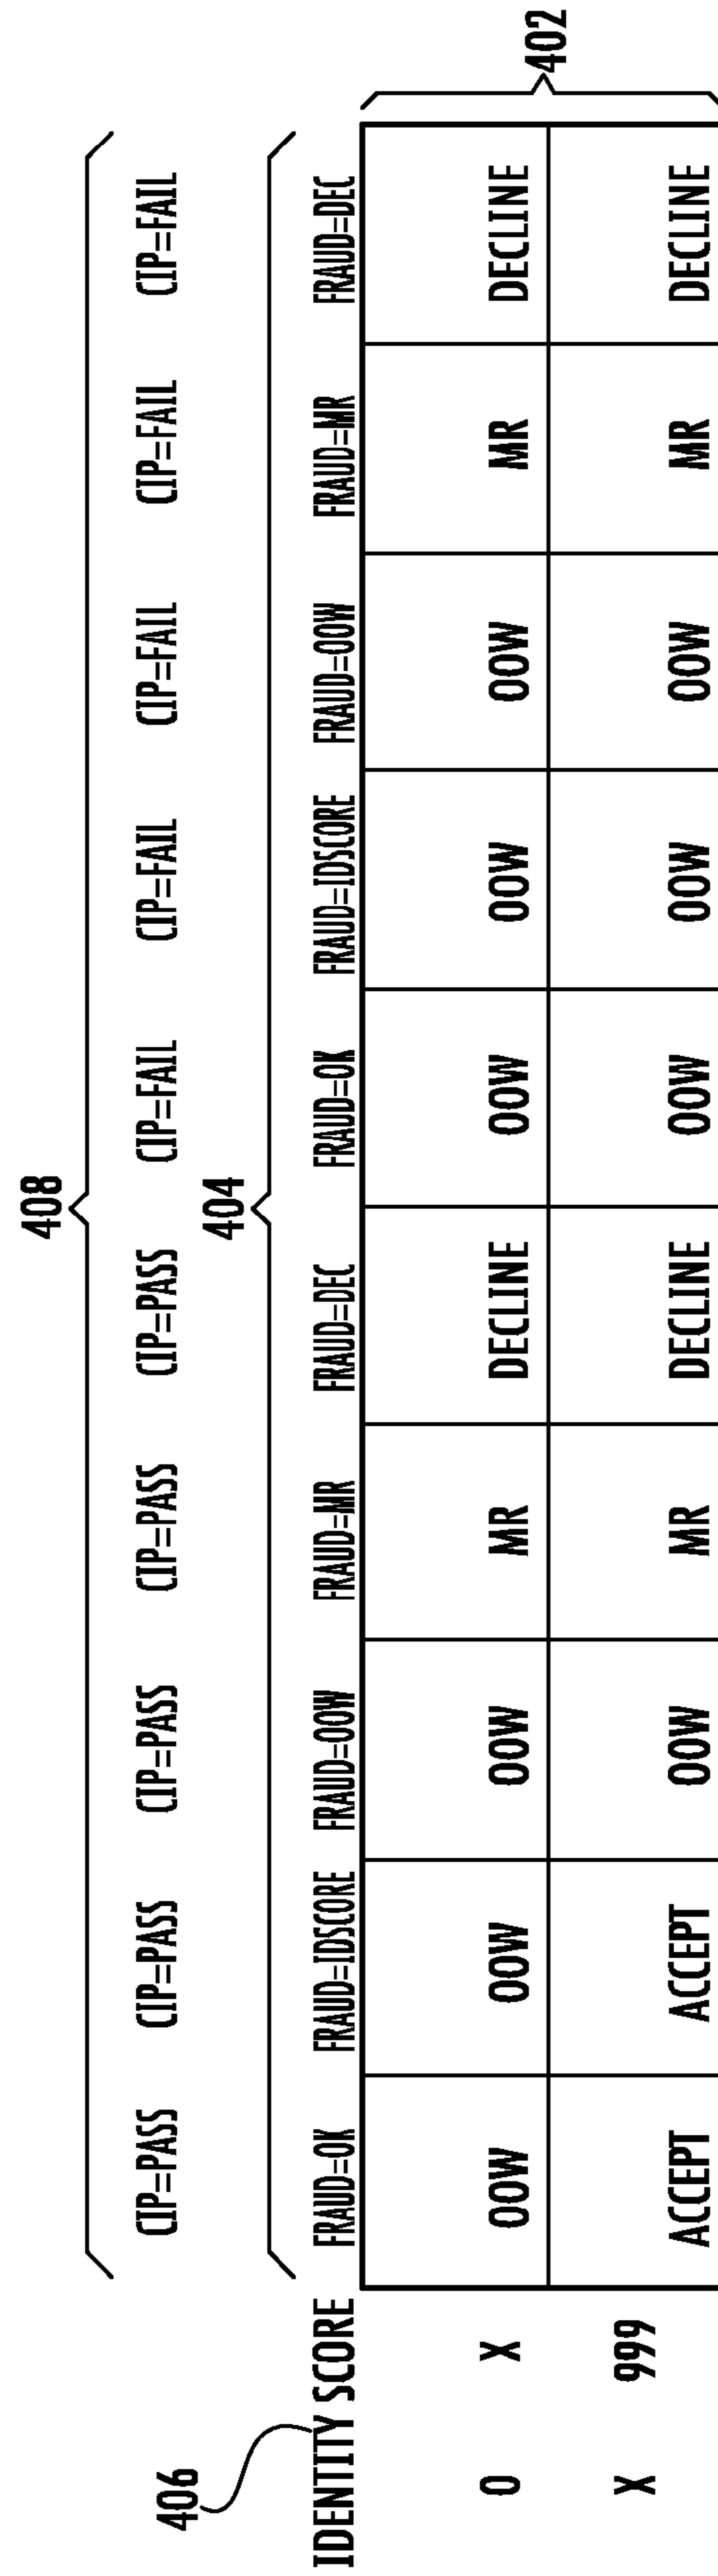 408
CIP=PASS CIP=PASS CIP=PASS CIP=PASS CIP=PASS CIP=FAIL CIP=FAIL CIP=FAIL CIP=FAIL CIP=FAIL
406
404
IDENTITY SCORE FRAUD=OK FRAUD=IDSCORE FRAUD=OOW FRAUD=MR FRAUD=DEC FRAUD=OK FRAUD=IDSCORE FRAUD=OOW FRAUD=MR FRAUD=DEC
0 X OOW OOW OOW MR DECLINE OOW OOW OOW MR DECLINE
402
X 999 ACCEPT ACCEPT OOW MR DECLINE OOW OOW OOW MR DECLINE